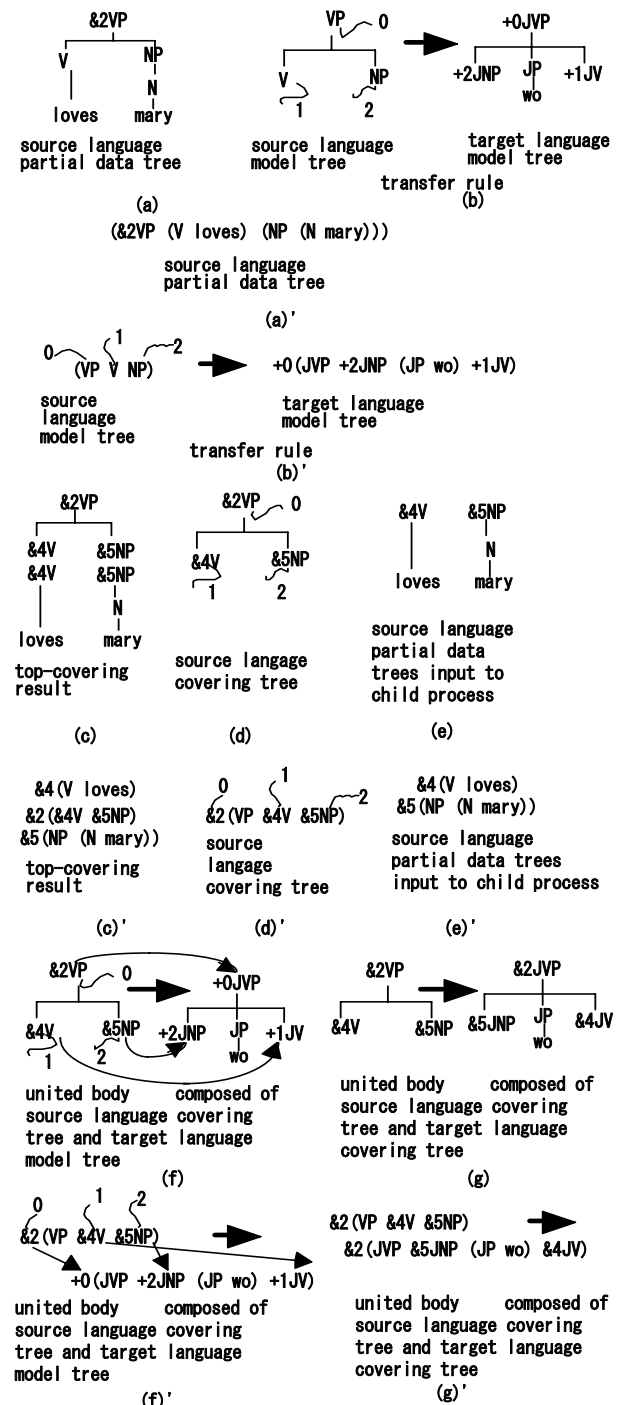 &2VP
V NP
N
loves mary
source language
partial data tree
(a)
VP 0
V NP
1 2
source language
model tree
+0JVP
+2JNP JP +1JV
wo
target language
model tree
transfer rule
(b)
(&2VP (V loves) (NP (N mary)))
source language
partial data tree
(a)'
0 1 2
(VP V NP)
+0(JVP +2JNP (JP wo) +1JV)
source
language
model tree
target language
model tree
transfer rule
(b)'
&2VP
&4V &5NP
&4V &5NP
N
loves mary
top-covering
result
(c)
&2VP 0
&4V &5NP
1 2
source langage
covering tree
(d)
&4V &5NP
N
loves mary
source language
partial data
trees input to
child process
(e)
&4(V loves)
&2(&4V &5NP)
&5(NP (N mary))
top-covering
result
(c)'
0 1 2
&2(VP &4V &5NP)
source
langage
covering tree
(d)'
&4(V loves)
&5(NP (N mary))
source language
partial data trees
input to child process
(e)'
&2VP 0
&4V &5NP
1 2
+0JVP
+2JNP JP +1JV
wo
united body composed of
source language covering
tree and target language
model tree
(f)
&2VP
&4V &5NP
&2JVP
&5JNP JP &4JV
wo
united body composed of
source language covering
tree and target language
covering tree
(g)
0 1 2
&2(VP &4V &5NP)
+0(JVP +2JNP (JP wo) +1JV)
united body composed of
source language covering
tree and target language
model tree
(f)'
&2(VP &4V &5NP)
&2(JVP &5JNP (JP wo) &4JV)
united body composed of
source language covering
tree and target language
covering tree
(g)'